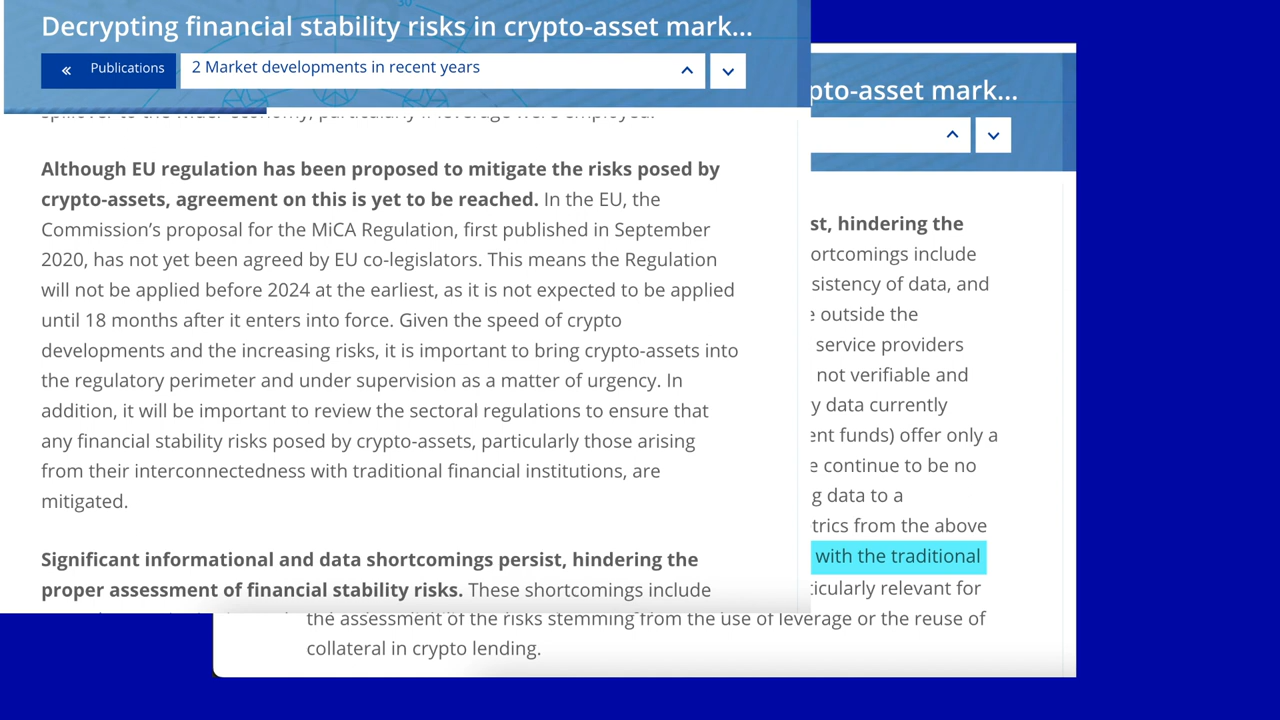 Decrypting financial stability risks in crypto-asset mark...
Publications
2 Market developments in recent years
spillover to the wider economy, particularly if leverage were employed.
Although EU regulation has been proposed to mitigate the risks posed by
crypto-assets, agreement on this is yet to be reached. In the EU, the
Commission’s proposal for the MiCA Regulation, first published in September
2020, has not yet been agreed by EU co-legislators. This means the Regulation
will not be applied before 2024 at the earliest, as it is not expected to be applied
until 18 months after it enters into force. Given the speed of crypto
developments and the increasing risks, it is important to bring crypto-assets into
the regulatory perimeter and under supervision as a matter of urgency. In
addition, it will be important to review the sectoral regulations to ensure that
any financial stability risks posed by crypto-assets, particularly those arising
from their interconnectedness with traditional financial institutions, are
mitigated.
Significant informational and data shortcomings persist, hindering the
proper assessment of financial stability risks. These shortcomings include
pto-asset mark...
st, hindering the
ortcomings include
sistency of data, and
e outside the
service providers
not verifiable and
y data currently
ent funds) offer only a
e continue to be no
g data to a
trics from the above
with the traditional
ticularly relevant for
the assessment of the risks stemming from the use of leverage or the reuse of
collateral in crypto lending.